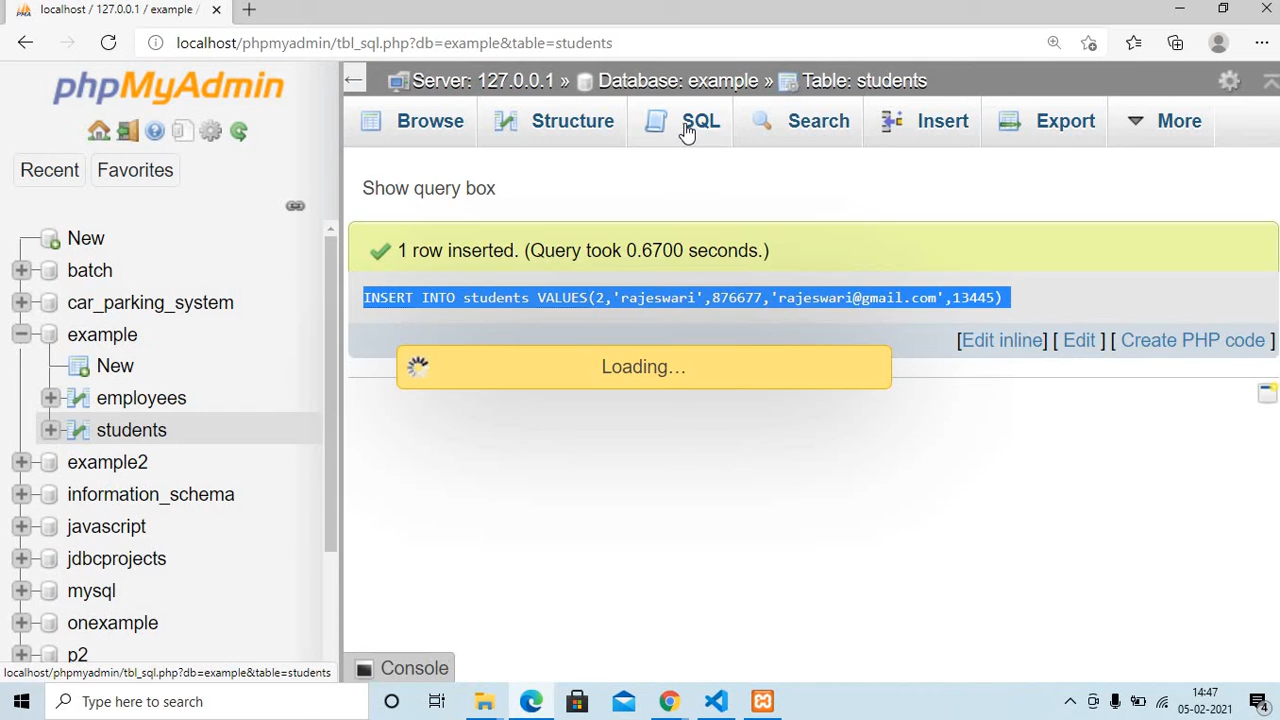 localhost / 127.0.0.1 / example /
localhost/phpmyadmin/tbl_sql.php?db=example&table=students
phpMyAdmin
Recent
Favorites
New
batch
car_parking_system
example
New
employees
students
example2
information_schema
javascript
jdbcprojects
mysql
onexample
p2
localhost/phpmyadmin/tbl_sql.php?db=example&table=students
Server: 127.0.0.1 » Database: example » Table: students
Browse
Structure
SQL
Search
Insert
Export
More
Show query box
1 row inserted. (Query took 0.6700 seconds.)
INSERT INTO students VALUES(2,'rajeswari',876677,'rajeswari@gmail.com',13445)
[Edit inline] [ Edit ] [ Create PHP code ]
Loading…
Console
Type here to search
14:47
05-02-2021
4